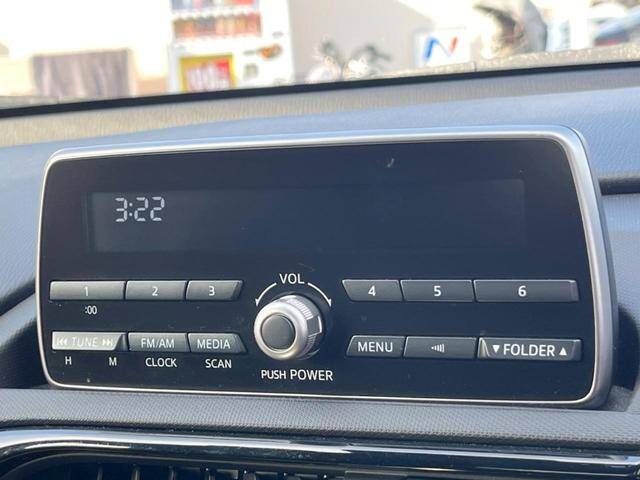 3:22
VOL
1 2 3 4 5 6
:00
⏮ TUNE ⏭ FM/AM MEDIA MENU ▼ FOLDER ▲
H M CLOCK SCAN
PUSH POWER